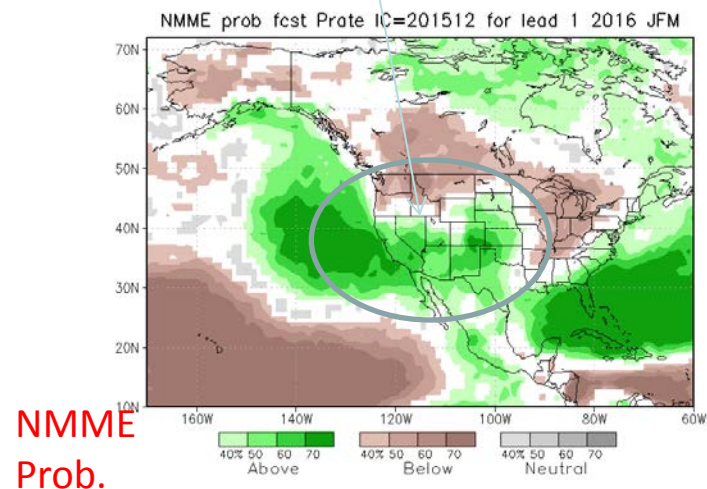 NMME prob fcst Prate IC=201512 for lead 1 2016 JFM
70N
60N
50N
40N
30N
20N
10N
160W 140W 120W 100W 80W 60W
40% 50 60 70 40% 50 60 70 40% 50 60 70
Above Below Neutral
NMME
Prob.